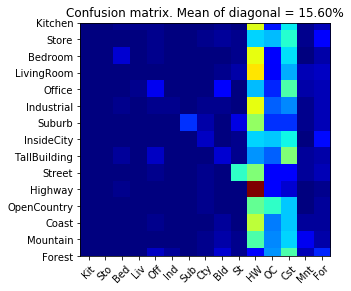 Confusion matrix. Mean of diagonal = 15.60%
Kitchen
Store
Bedroom
LivingRoom
Office
Industrial
Suburb
InsideCity
TallBuilding
Street
Highway
OpenCountry
Coast
Mountain
Forest
Kit Sto Bed Liv Off Ind Sub Cty Bld St HW OC Cst Mnt For